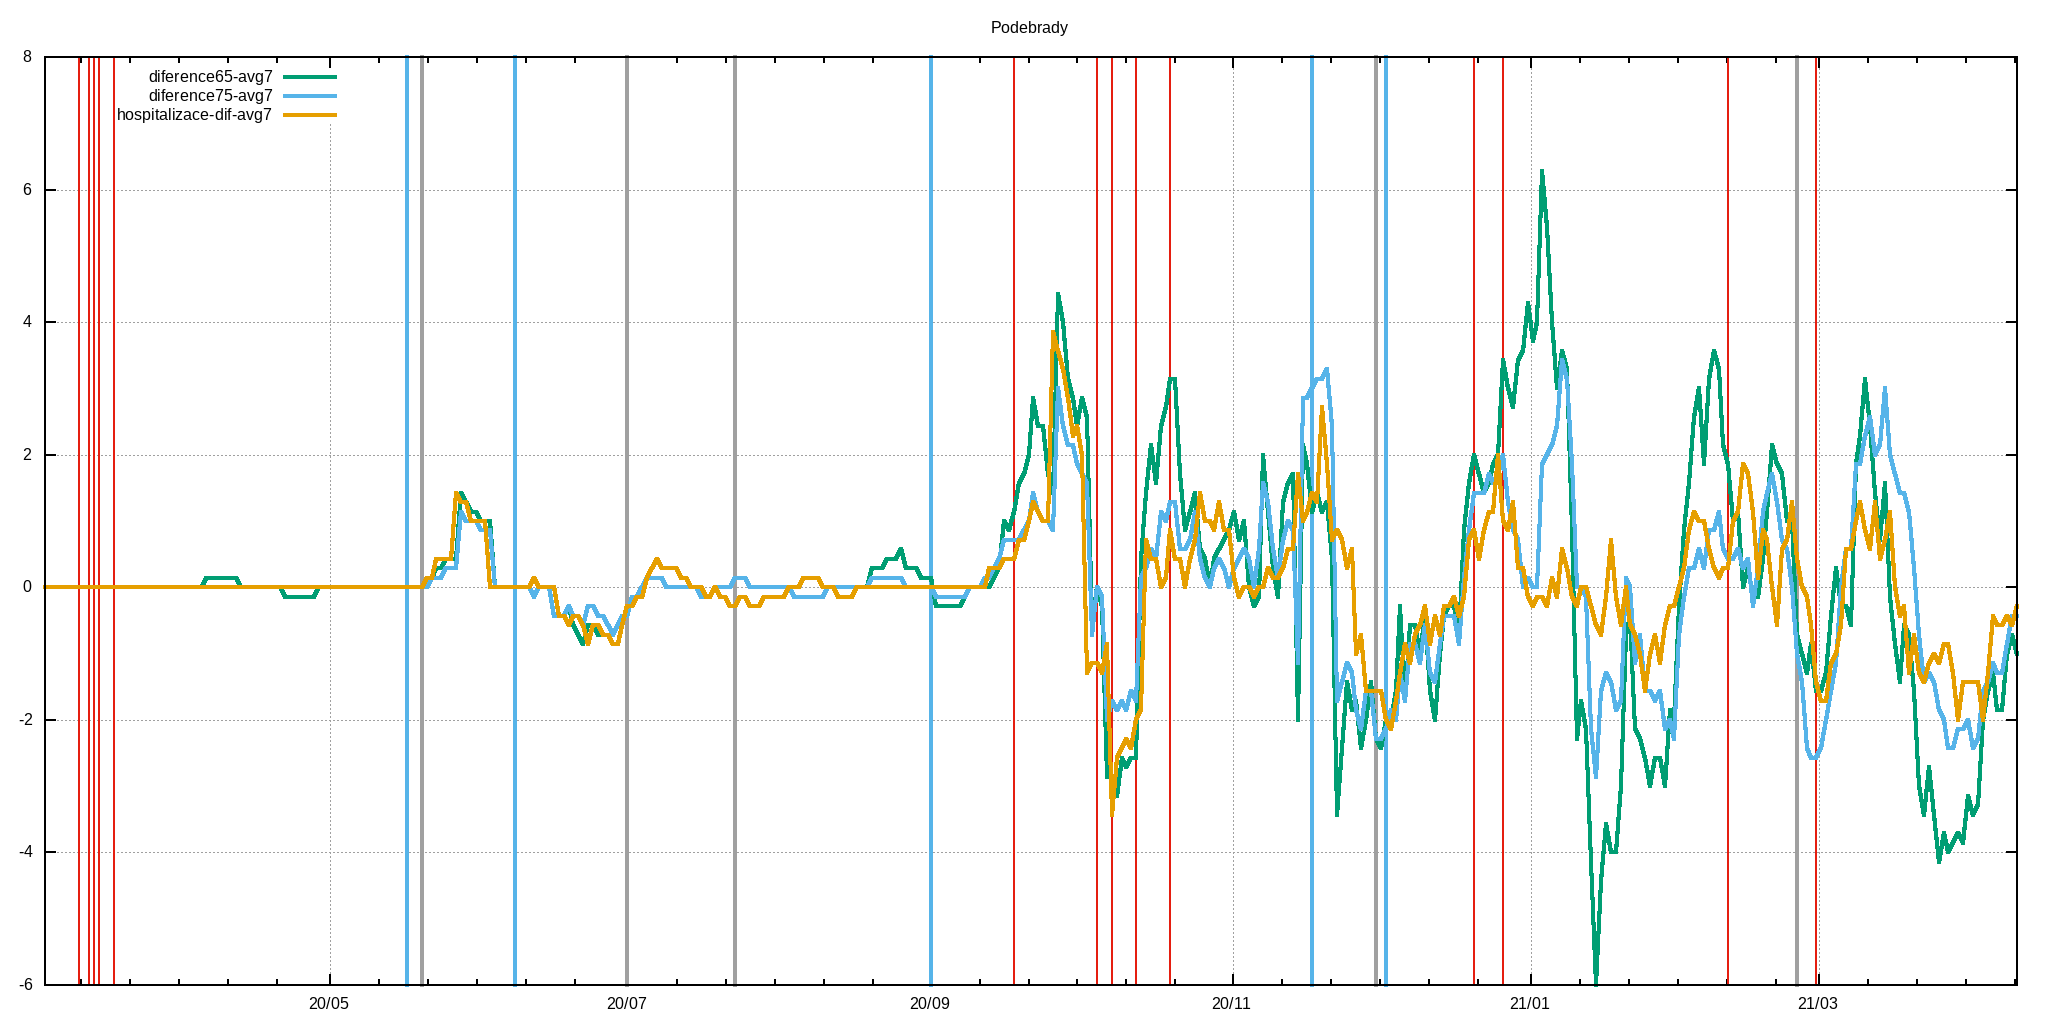 Podebrady
8
diference65-avg7
diference75-avg7
hospitalizace-dif-avg7
6
4
2
0
-2
-4
-6
20/05 20/07 20/09 20/11 21/01 21/03